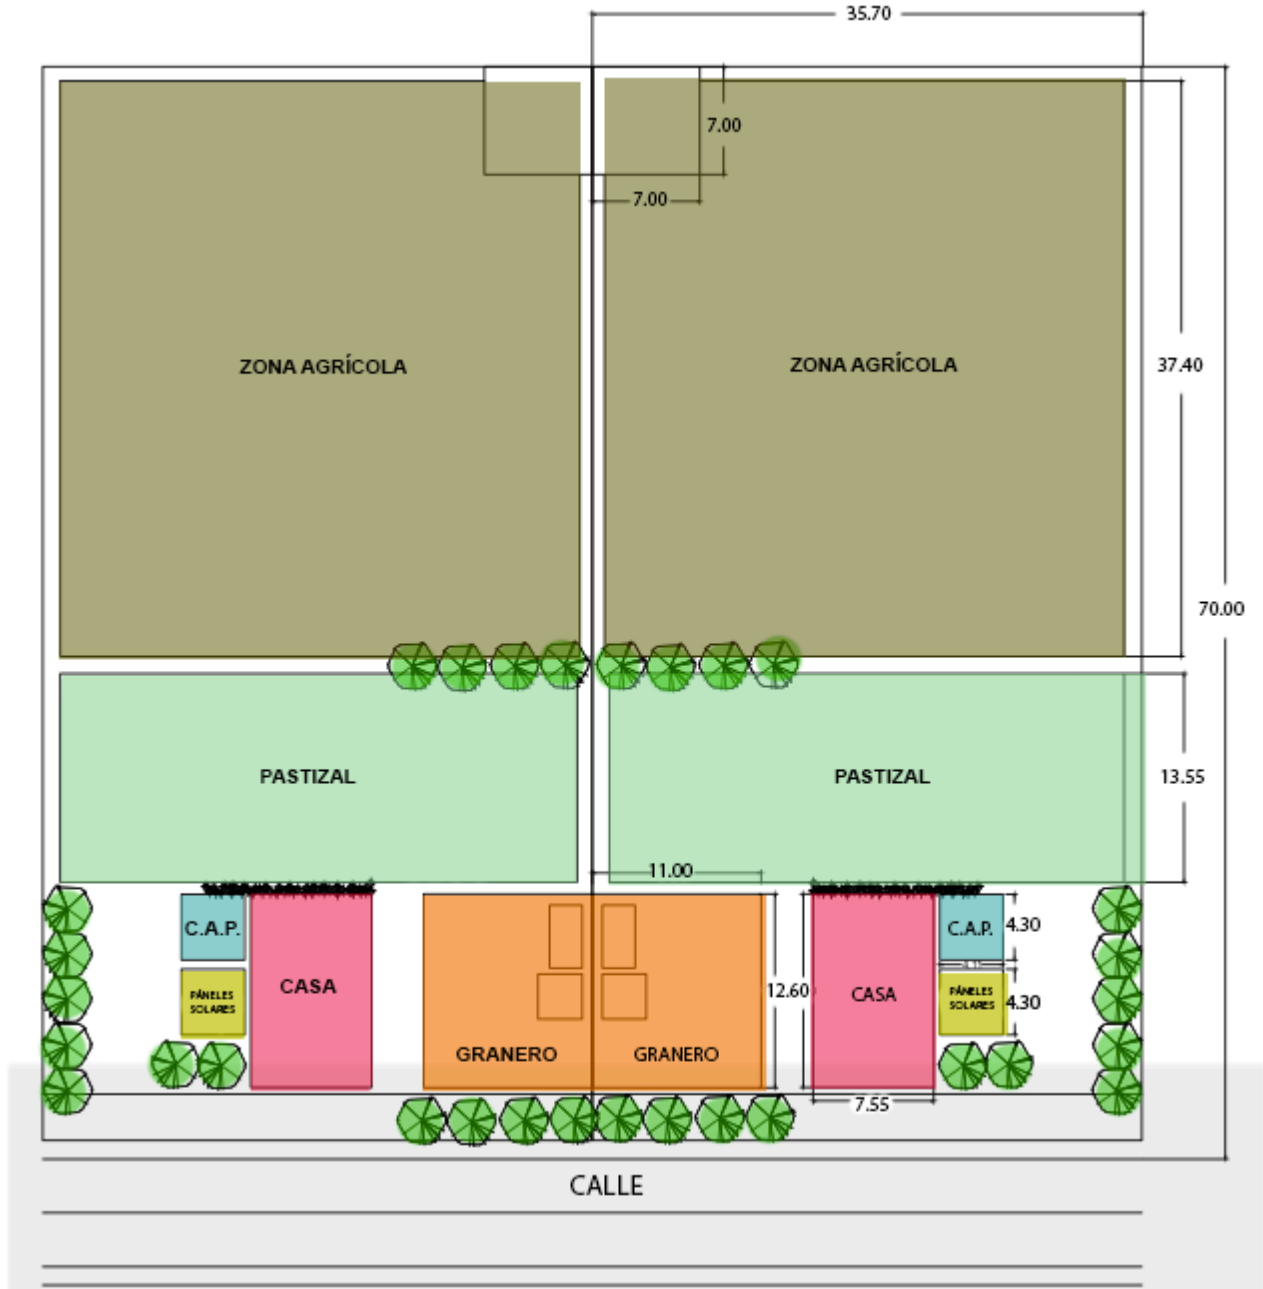 35.70
7.00
7.00
ZONA AGRÍCOLA
ZONA AGRÍCOLA
37.40
70.00
PASTIZAL
PASTIZAL
13.55
11.00
C.A.P.
C.A.P.
4.30
CASA
CASA
12.60
PÁNELES
SOLARES
PÁNELES
SOLARES
4.30
GRANERO
GRANERO
7.55
CALLE